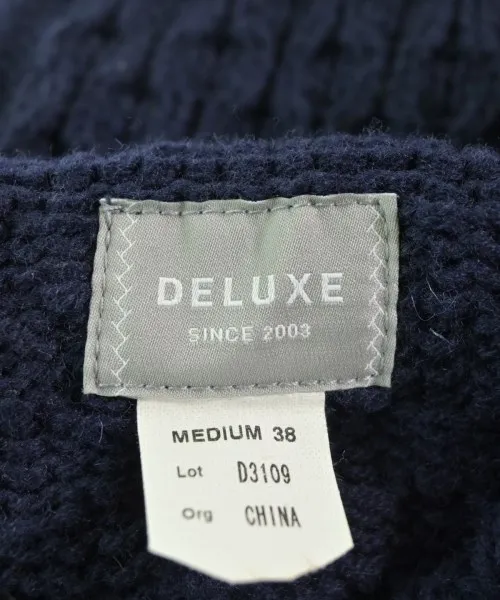 DELUXE
SINCE 2003
MEDIUM 38
Lot D3109
Org CHINA